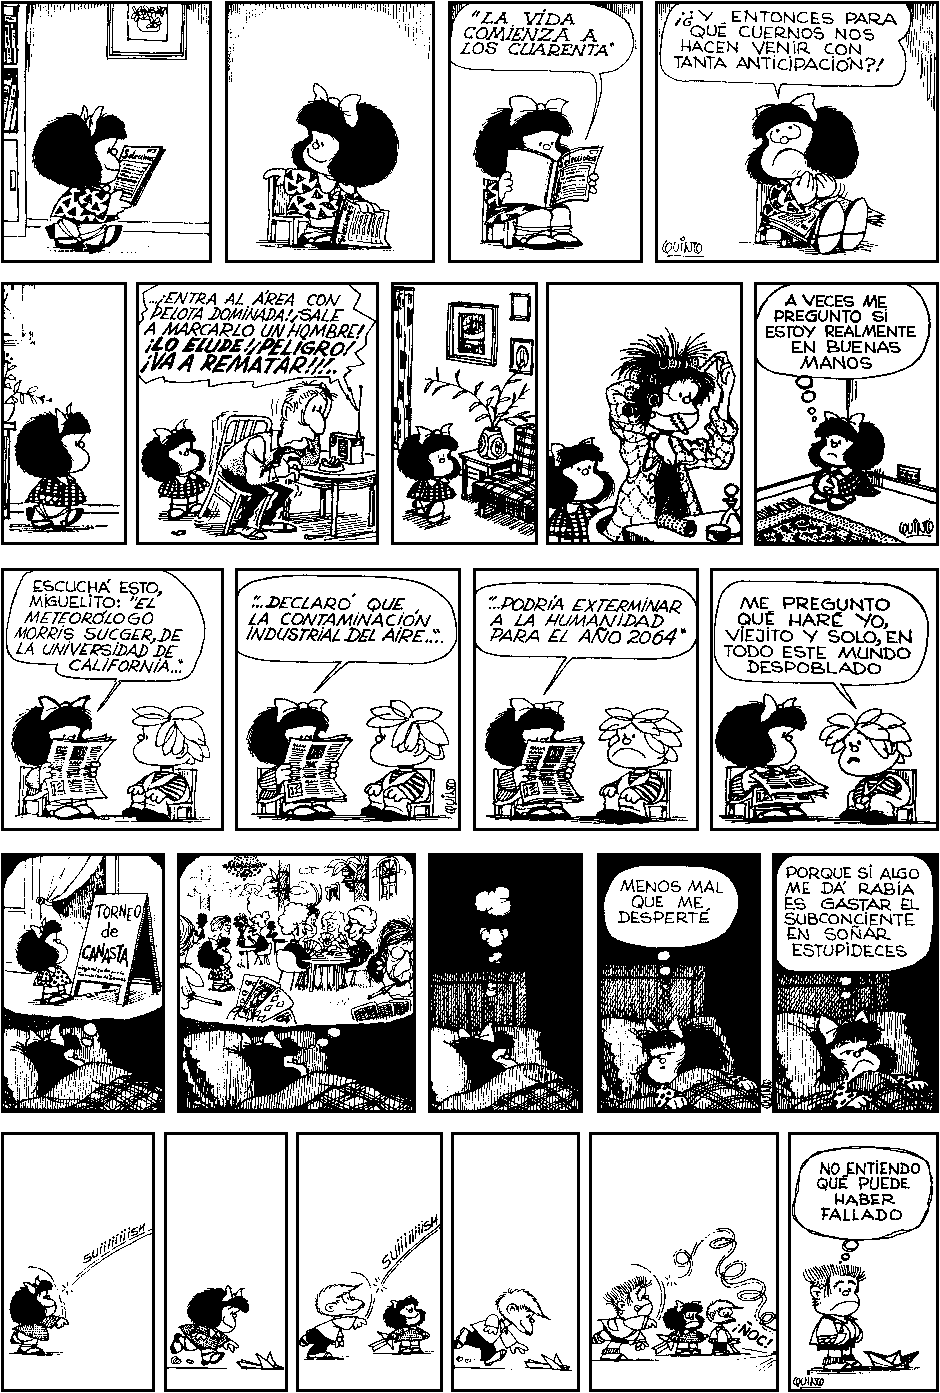 Selecciones
"LA VIDA
COMIENZA A
LOS CUARENTA"
¡¿Y ENTONCES PARA
QUÉ CUERNOS NOS
HACEN VENIR CON
TANTA ANTICIPACIÓN?!
QUINO
...¡ENTRA AL ÁREA CON
PELOTA DOMINADA!¡SALE
A MARCARLO UN HOMBRE!
¡LO ELUDE!¡PELIGRO!
¡VA A REMATAR!!!..
A VECES ME
PREGUNTO SI
ESTOY REALMENTE
EN BUENAS
MANOS
QUINO
ESCUCHÁ ESTO,
MIGUELITO: "EL
METEORÓLOGO
MORRIS SUCGER, DE
LA UNIVERSIDAD DE
CALIFORNIA..."
"...DECLARÓ QUE
LA CONTAMINACIÓN
INDUSTRIAL DEL AIRE..."
QUINO
"...PODRÍA EXTERMINAR
A LA HUMANIDAD
PARA EL AÑO 2064"
ME PREGUNTO
QUÉ HARÉ YO,
VIEJITO Y SOLO, EN
TODO ESTE MUNDO
DESPOBLADO
TORNEO
de
CANASTA
MENOS MAL
QUE ME
DESPERTÉ
QUINO
PORQUE SI ALGO
ME DÁ RABIA
ES GASTAR EL
SUBCONCIENTE
EN SOÑAR
ESTUPIDECES
SUÍÍÍÍÍÍSH
SUÍÍÍÍÍÍSH
¡NOC!
NO ENTIENDO
QUÉ PUEDE
HABER
FALLADO
QUINO